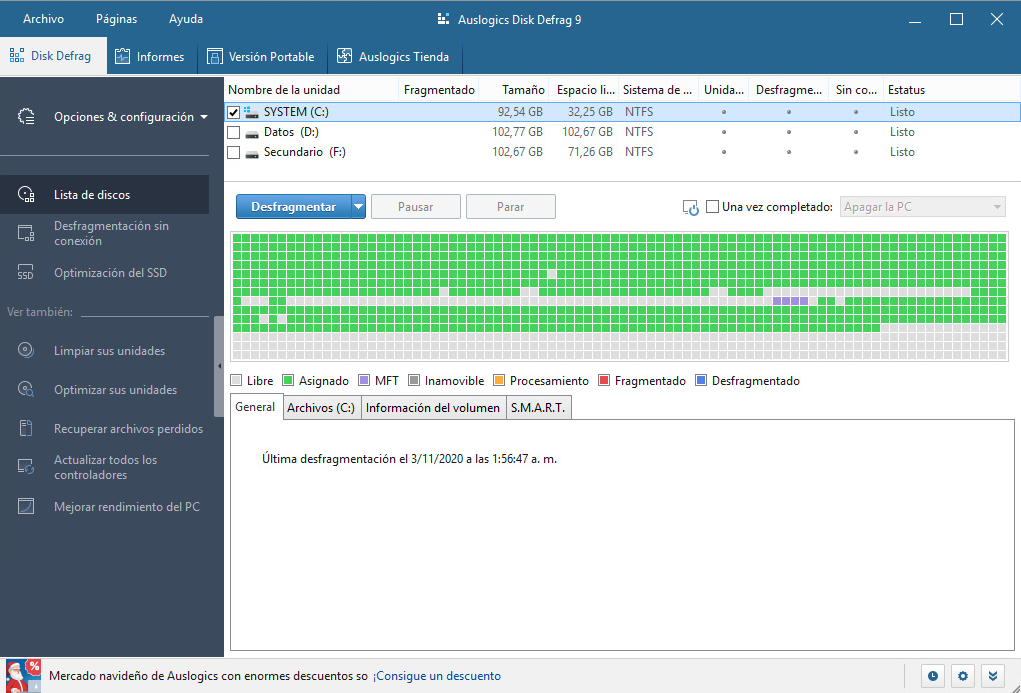 Archivo Páginas Ayuda Auslogics Disk Defrag 9
Disk Defrag Informes Versión Portable Auslogics Tienda
Opciones & configuración
Lista de discos
Desfragmentación sin
conexión
SSD Optimización del SSD
Ver también:
Limpiar sus unidades
Optimizar sus unidades
Recuperar archivos perdidos
Actualizar todos los
controladores
Mejorar rendimiento del PC
Nombre de la unidad Fragmentado Tamaño Espacio li... Sistema de ... Unida... Desfragme... Sin co... Estatus
SYSTEM (C:) 92,54 GB 32,25 GB NTFS Listo
Datos (D:) 102,77 GB 102,67 GB NTFS Listo
Secundario (F:) 102,67 GB 71,26 GB NTFS Listo
Desfragmentar Pausar Parar Una vez completado: Apagar la PC
Libre Asignado MFT Inamovible Procesamiento Fragmentado Desfragmentado
General Archivos (C:) Información del volumen S.M.A.R.T.
Última desfragmentación el 3/11/2020 a las 1:56:47 a. m.
% Mercado navideño de Auslogics con enormes descuentos so ¡Consigue un descuento